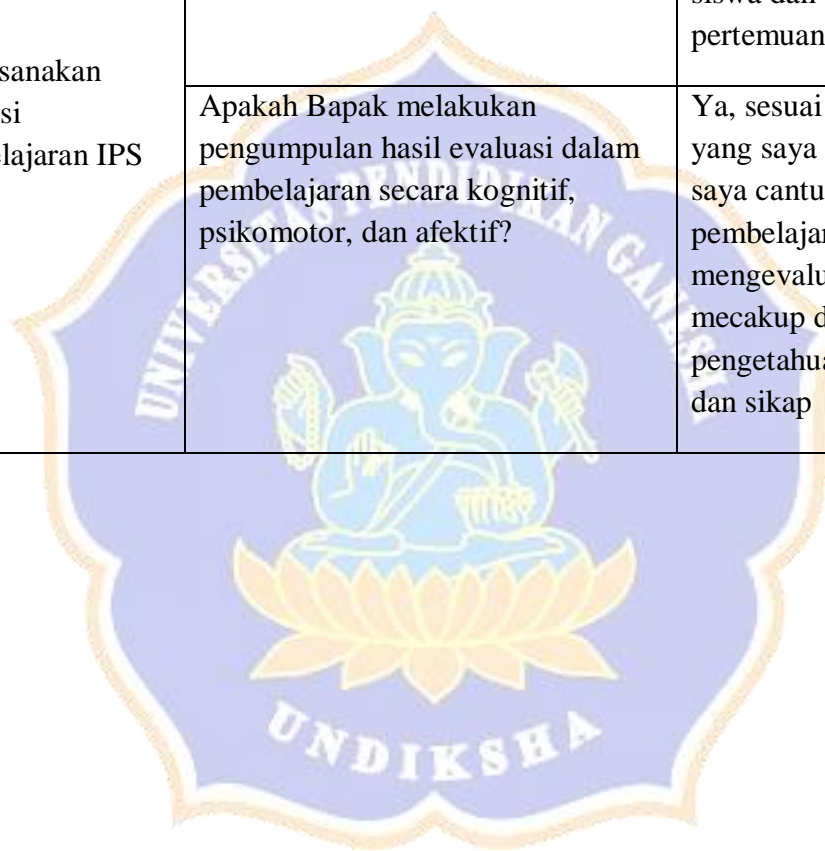 siswa dan
pertemuan
sanakan
si
elajaran IPS
Apakah Bapak melakukan
pengumpulan hasil evaluasi dalam
pembelajaran secara kognitif,
psikomotor, dan afektif?
Ya, sesuai
yang saya
saya cantu
pembelajar
mengevalu
mecakup d
pengetahua
dan sikap
UNIVERSITAS PENDIDIKAN GANESHA
UNDIKSHA